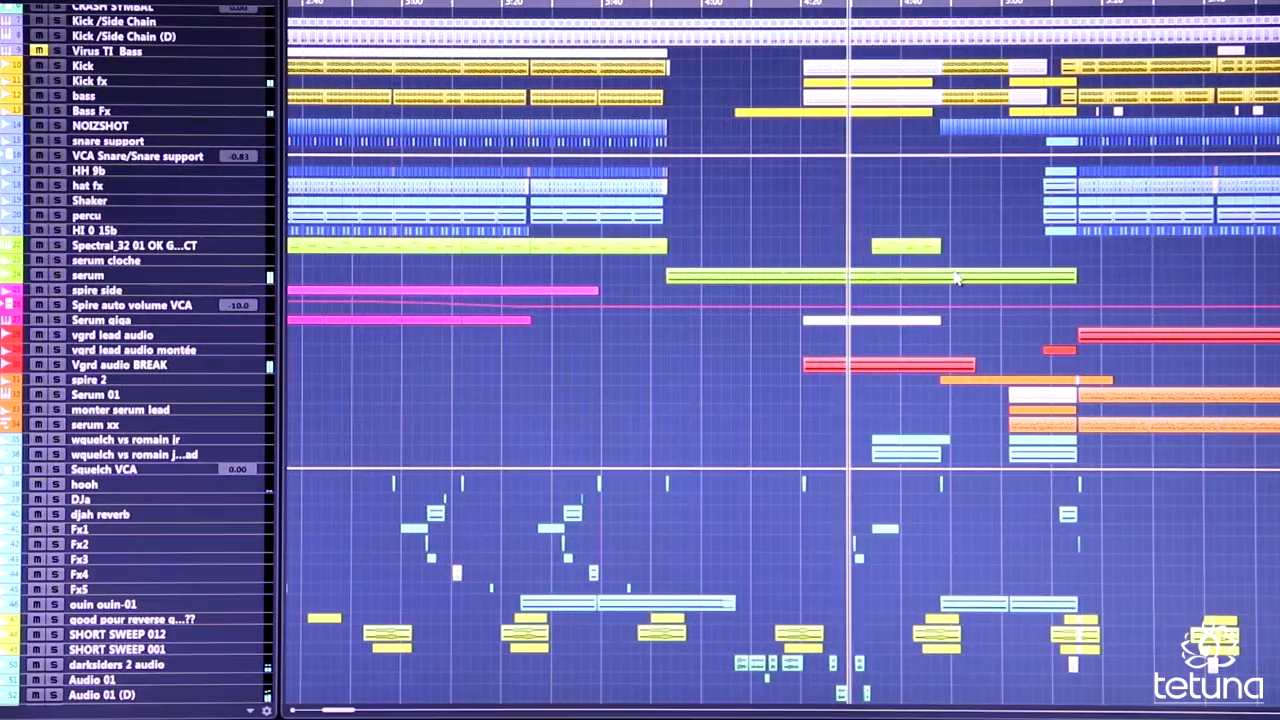 CRASH SYMBAL 0.00
Kick /Side Chain
Kick /Side Chain (D)
Virus TI Bass
Kick
Kick fx
bass
Bass Fx
NOIZSHOT
snare support
VCA Snare/Snare support -0.83
HH 9b
hat fx
Shaker
percu
HI 0 15b
Spectral_32 01 OK G...CT
serum cloche
serum
spire side
Spire auto volume VCA -10.0
Serum giga
vgrd lead audio
vgrd lead audio montée
Vgrd audio BREAK
spire 2
Serum 01
monter serum lead
serum xx
wquelch vs romain jr
wquelch vs romain j...ad
Squelch VCA 0.00
hooh
DJa
djah reverb
Fx1
Fx2
Fx3
Fx4
Fx5
ouin ouin-01
good pour reverse q...??
SHORT SWEEP 012
SHORT SWEEP 001
darksiders 2 audio
Audio 01
Audio 01 (D)
tetuna